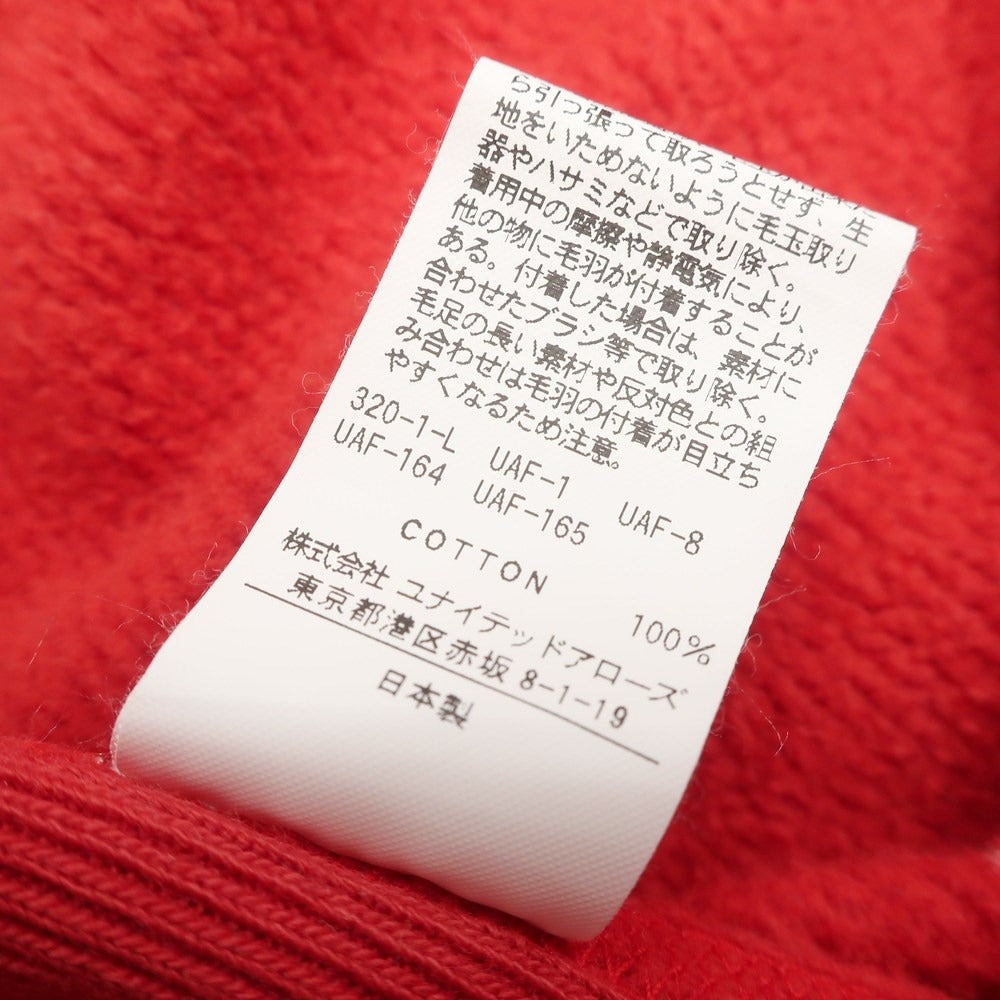 ら引っ張って取ろうとせず、生
地をいためないように毛玉取り
器やハサミなどで取り除く。
着用中の摩擦や静電気により、
他の物に毛羽が付着することが
ある。付着した場合は、素材に
合わせたブラシ等で取り除く。
毛足の長い素材や反対色との組
み合わせは毛羽の付着が目立ち
やすくなるため注意。
320-1-L UAF-1 UAF-8
UAF-164 UAF-165
COTTON 100%
株式会社 ユナイテッドアローズ
東京都港区赤坂 8-1-19
日本製